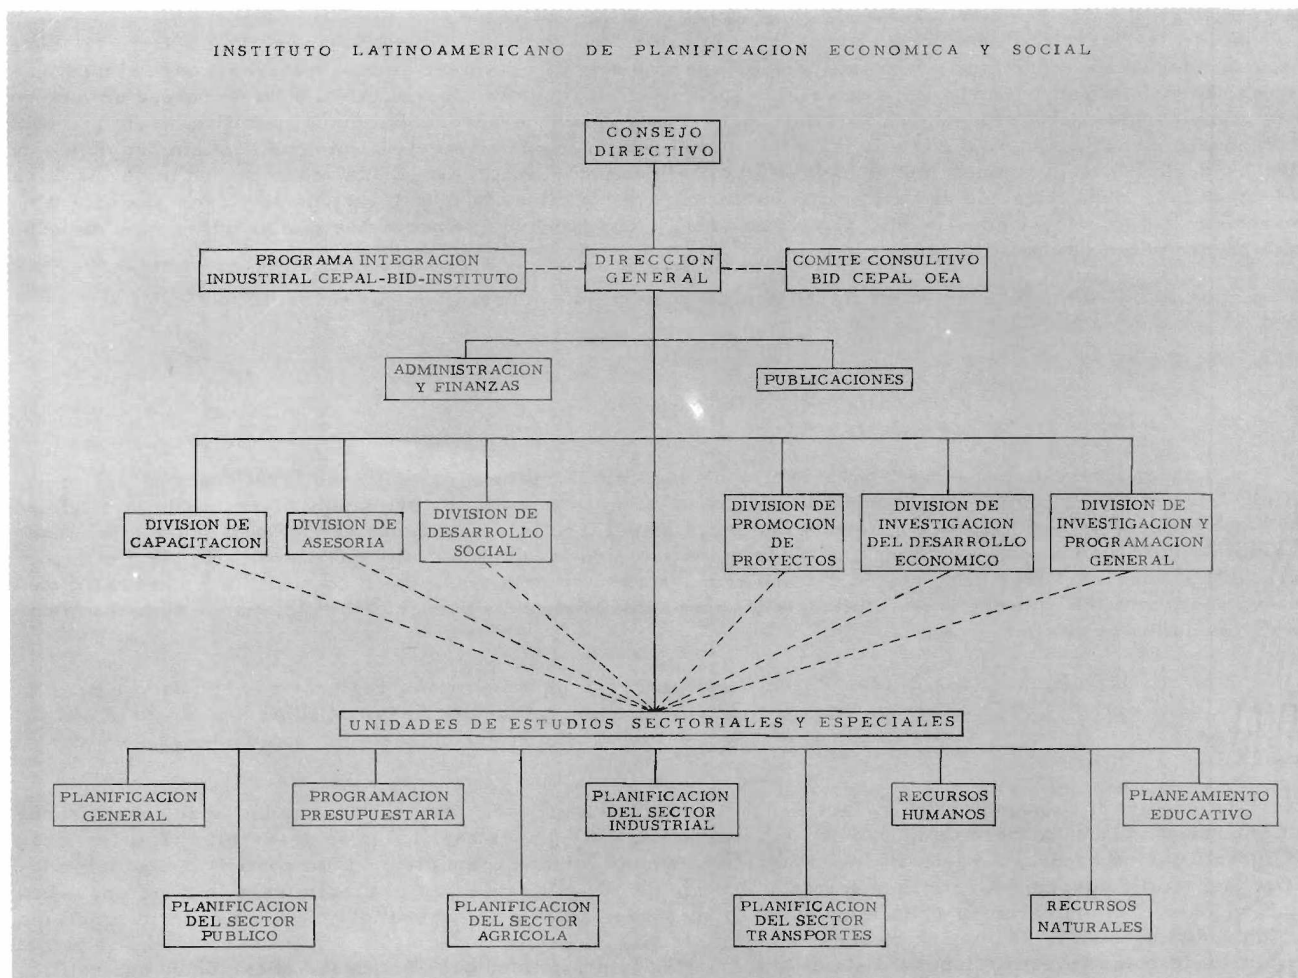 INSTITUTO LATINOAMERICANO DE PLANIFICACION ECONOMICA Y SOCIAL
CONSEJO
DIRECTIVO
PROGRAMA INTEGRACION
INDUSTRIAL CEPAL-BID-INSTITUTO
DIRECCION
GENERAL
COMITE CONSULTIVO
BID CEPAL OEA
ADMINISTRACION
Y FINANZAS
PUBLICACIONES
DIVISION DE
CAPACITACION
DIVISION DE
ASESORIA
DIVISION DE
DESARROLLO
SOCIAL
DIVISION DE
PROMOCION
DE
PROYECTOS
DIVISION DE
INVESTIGACION
DEL DESARROLLO
ECONOMICO
DIVISION DE
INVESTIGACION Y
PROGRAMACION
GENERAL
UNIDADES DE ESTUDIOS SECTORIALES Y ESPECIALES
PLANIFICACION
GENERAL
PROGRAMACION
PRESUPUESTARIA
PLANIFICACION
DEL SECTOR
INDUSTRIAL
RECURSOS
HUMANOS
PLANEAMIENTO
EDUCATIVO
PLANIFICACION
DEL SECTOR
PUBLICO
PLANIFICACION
DEL SECTOR
AGRICOLA
PLANIFICACION
DEL SECTOR
TRANSPORTES
RECURSOS
NATURALES